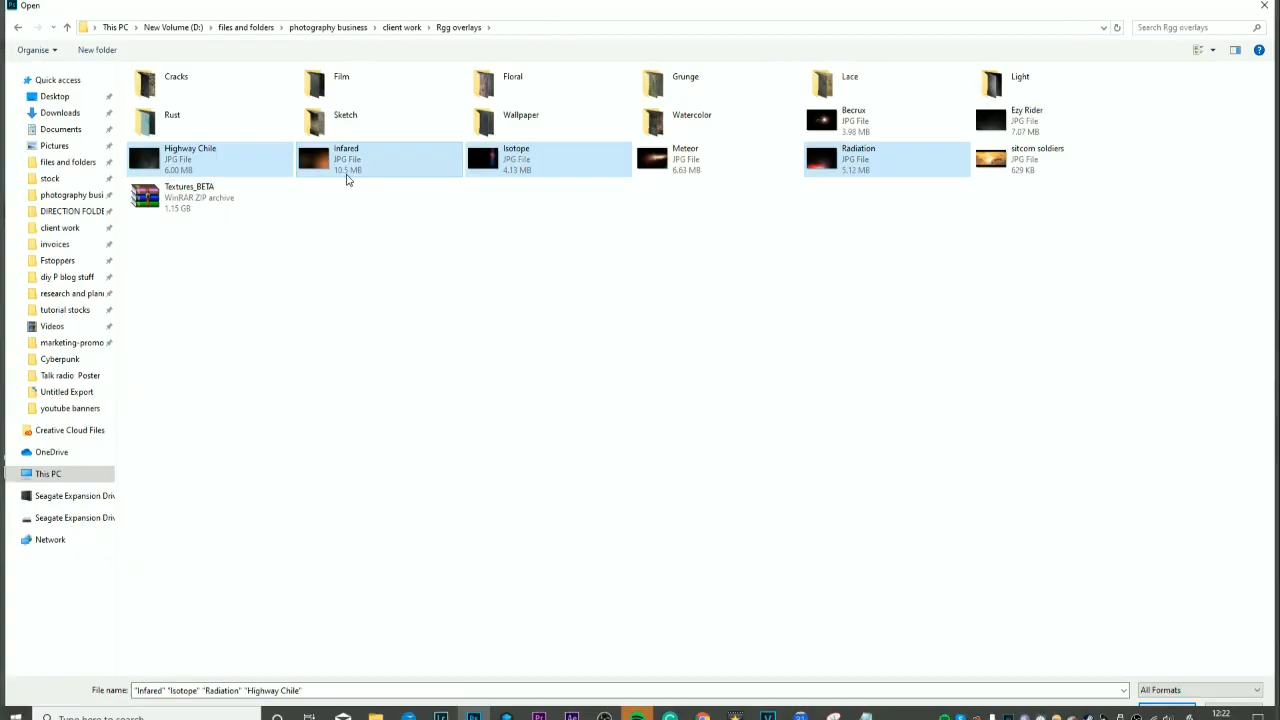 Open
This PC > New Volume (D:) > files and folders > photography business > client work > Rgg overlays >
Search Rgg overlays
Organise
New folder
Quick access
Desktop
Downloads
Documents
Pictures
files and folders
stock
photography busi
DIRECTION FOLDE
client work
invoices
Fstoppers
diy P blog stuff
research and plan
tutorial stocks
Videos
marketing-promo
Cyberpunk
Talk radio Poster
Untitled Export
youtube banners
Creative Cloud Files
OneDrive
This PC
Seagate Expansion Driv
Seagate Expansion Driv
Network
Cracks
Film
Floral
Grunge
Lace
Light
Rust
Sketch
Wallpaper
Watercolor
Becrux
JPG File
3.98 MB
Ezy Rider
JPG File
7.07 MB
Highway Chile
JPG File
6.00 MB
Infared
JPG File
10.5 MB
Isotope
JPG File
4.13 MB
Meteor
JPG File
6.63 MB
Radiation
JPG File
5.12 MB
sitcom soldiers
JPG File
629 KB
Textures_BETA
WinRAR ZIP archive
1.15 GB
File name:
"Infared" "Isotope" "Radiation" "Highway Chile"
All Formats
Type here to search
12:22